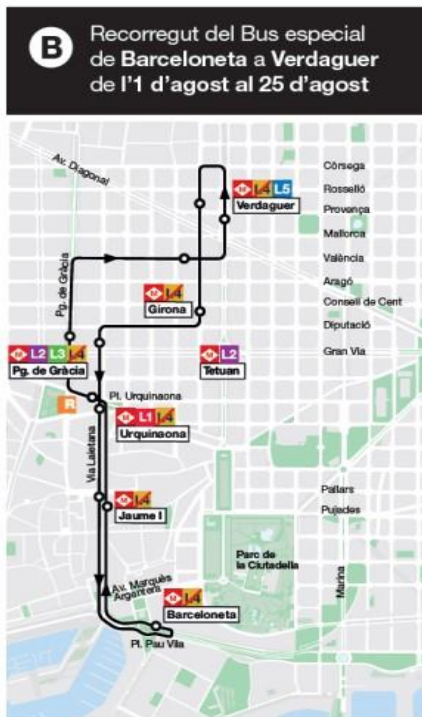 B
Recorregut del Bus especial
de Barceloneta a Verdaguer
de l'1 d'agost al 25 d'agost
Av. Diagonal
Còrsega
Rosselló
Provença
Mallorca
València
Aragó
Consell de Cent
Diputació
Gran Via
M L4 L5
Verdaguer
Pg. de Gràcia
M L4
Girona
M L2 L3 L4
Pg. de Gràcia
M L2
Tetuan
R
Pl. Urquinaona
M L1 L4
Urquinaona
Via Laietana
M L4
Jaume I
Pallars
Pujades
Parc de
la Ciutadella
Marina
Av. Marquès
Argentera
M L4
Barceloneta
Pl. Pau Vila